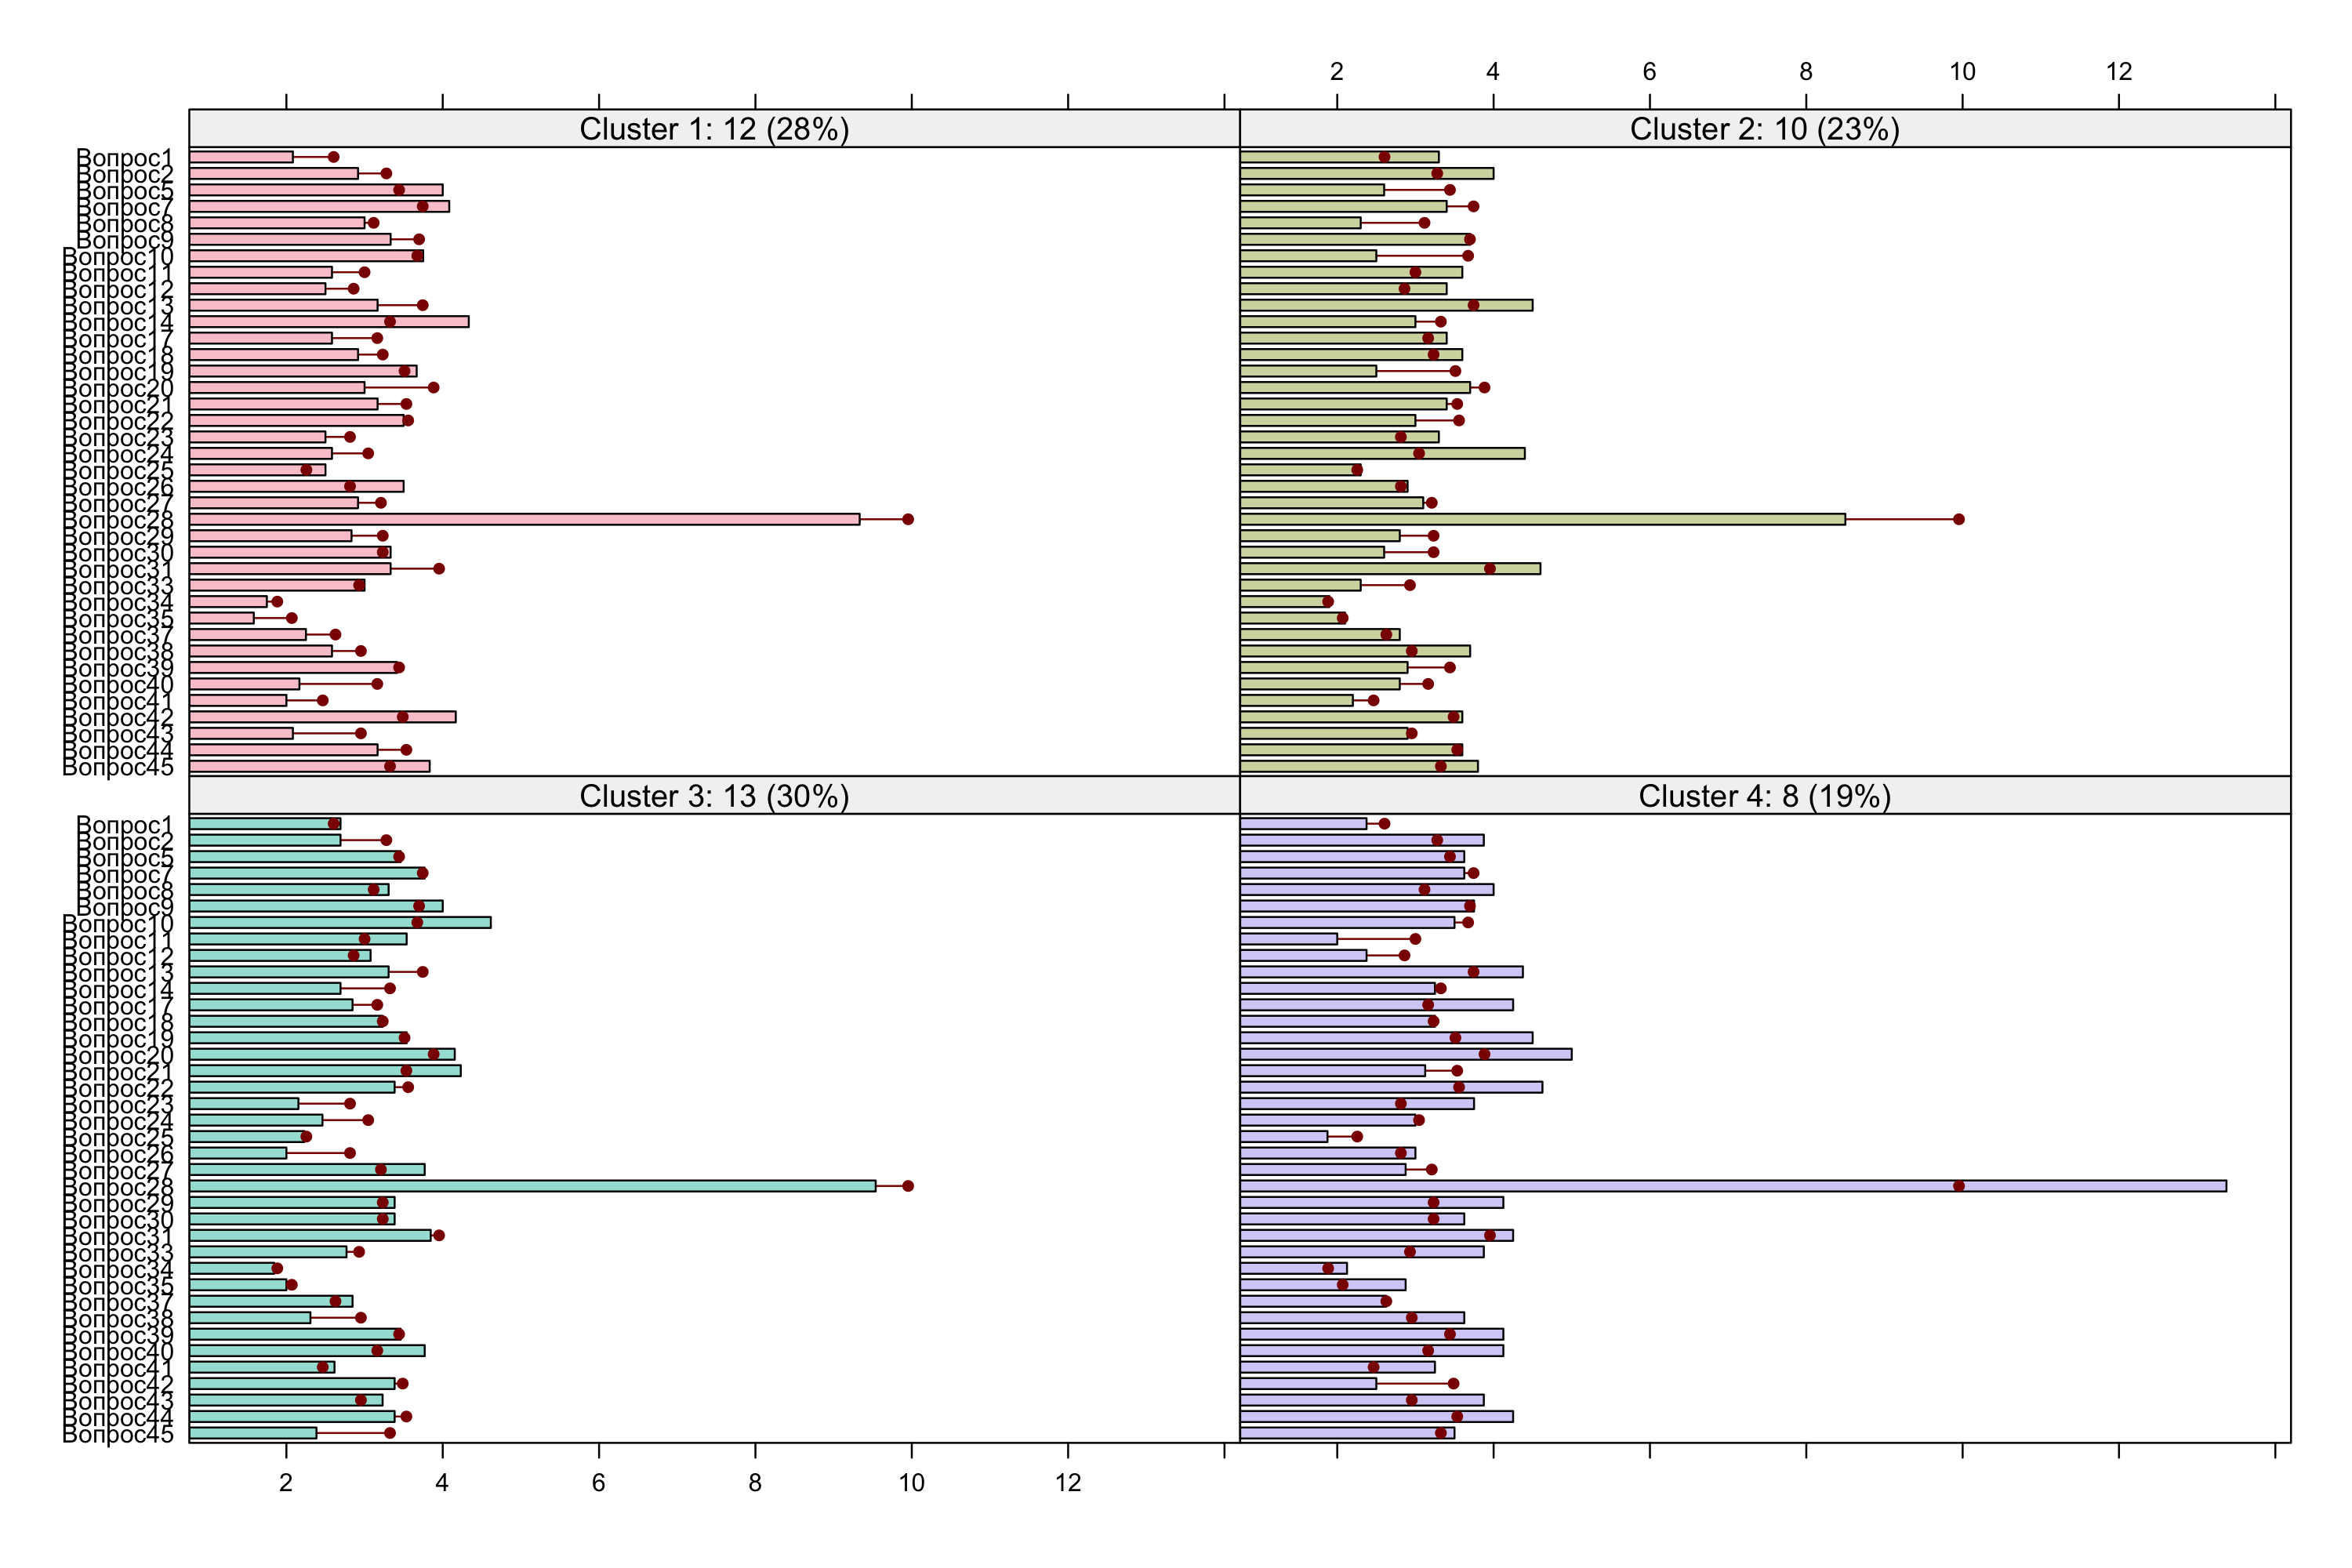 2 4 6 8 10 12
Cluster 1: 12 (28%)
Cluster 2: 10 (23%)
Вопрос1
Вопрос2
Вопрос5
Вопрос7
Вопрос8
Вопрос9
Вопрос10
Вопрос11
Вопрос12
Вопрос13
Вопрос14
Вопрос17
Вопрос18
Вопрос19
Вопрос20
Вопрос21
Вопрос22
Вопрос23
Вопрос24
Вопрос25
Вопрос26
Вопрос27
Вопрос28
Вопрос29
Вопрос30
Вопрос31
Вопрос33
Вопрос34
Вопрос35
Вопрос37
Вопрос38
Вопрос39
Вопрос40
Вопрос41
Вопрос42
Вопрос43
Вопрос44
Вопрос45
Cluster 3: 13 (30%)
Cluster 4: 8 (19%)
Вопрос1
Вопрос2
Вопрос5
Вопрос7
Вопрос8
Вопрос9
Вопрос10
Вопрос11
Вопрос12
Вопрос13
Вопрос14
Вопрос17
Вопрос18
Вопрос19
Вопрос20
Вопрос21
Вопрос22
Вопрос23
Вопрос24
Вопрос25
Вопрос26
Вопрос27
Вопрос28
Вопрос29
Вопрос30
Вопрос31
Вопрос33
Вопрос34
Вопрос35
Вопрос37
Вопрос38
Вопрос39
Вопрос40
Вопрос41
Вопрос42
Вопрос43
Вопрос44
Вопрос45
2 4 6 8 10 12